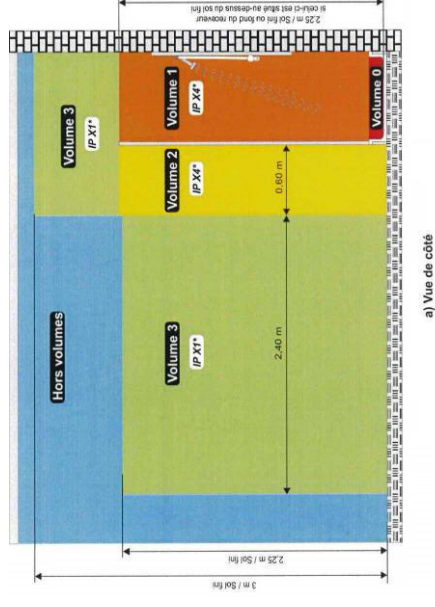 Hors volumes
Volume 3
IP X1*
Volume 3
IP X1*
Volume 2
IP X4*
Volume 1
IP X4*
Volume 0
2,40 m
0,60 m
3 m / Sol fini
2,25 m / Sol fini
2,25 m / Sol fini ou fond du receveur
si celui-ci est situé au-dessus du sol fini
a) Vue de côté